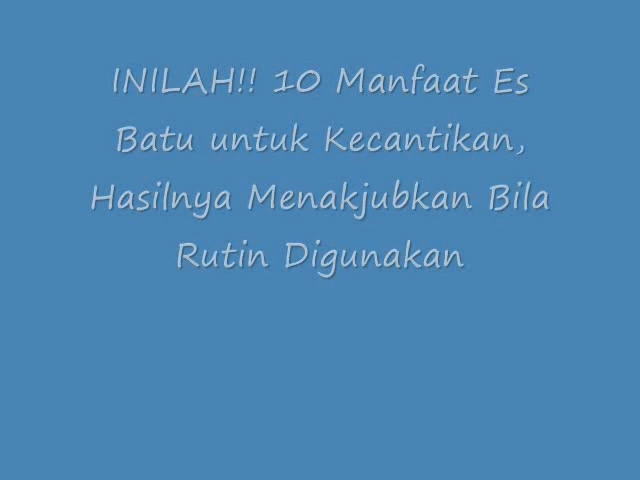 INILAH!! 10 Manfaat Es
Batu untuk Kecantikan,
Hasilnya Menakjubkan Bila
Rutin Digunakan